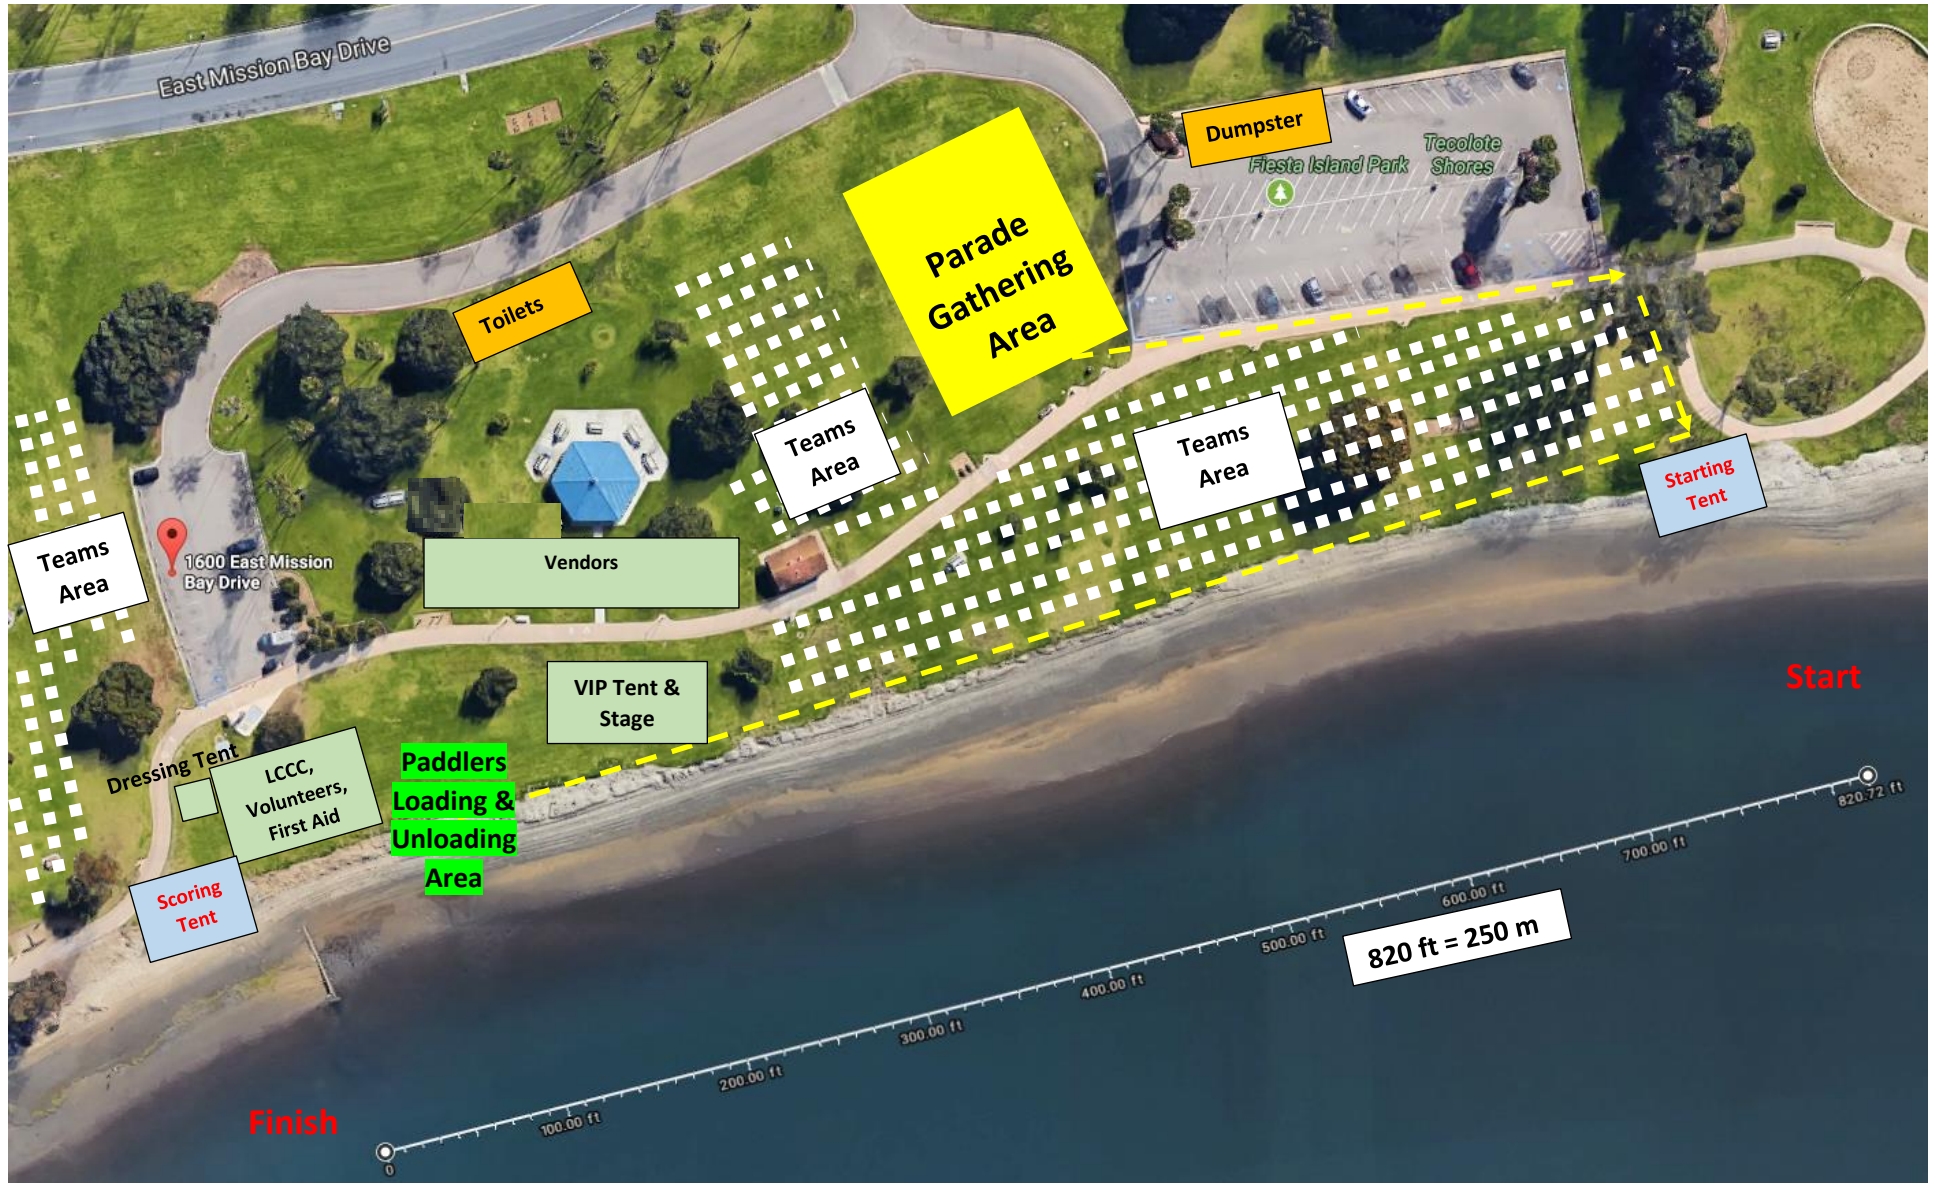 East Mission Bay Drive
Dumpster
Tecolote
Shores
Fiesta Island Park
Parade
Gathering
Area
Toilets
Teams
Area
Teams
Area
Starting
Tent
Teams
Area
1600 East Mission
Bay Drive
Vendors
VIP Tent &
Stage
Start
Dressing Tent
LCCC,
Volunteers,
First Aid
Paddlers
Loading &
Unloading
Area
Scoring
Tent
820.72 ft
700.00 ft
600.00 ft
500.00 ft
400.00 ft
300.00 ft
200.00 ft
100.00 ft
0
820 ft = 250 m
Finish